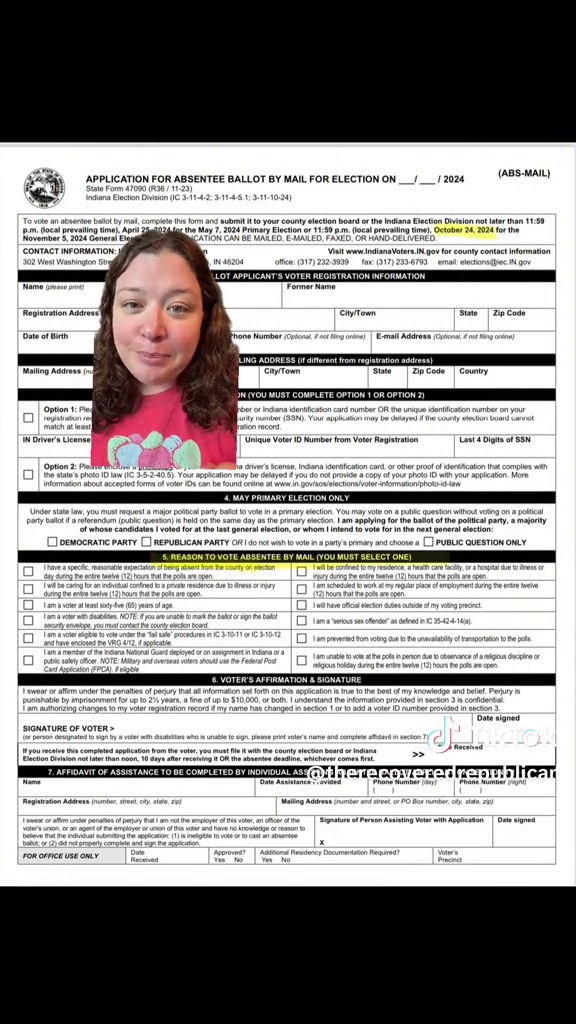 APPLICATION FOR ABSENTEE BALLOT BY MAIL FOR ELECTION ON ___/___ / 2024
(ABS-MAIL)
State Form 47090 (R36 / 11-23)
Indiana Election Division (IC 3-11-4-2; 3-11-4-5.1; 3-11-10-24)
To vote an absentee ballot by mail, complete this form and submit it to your county election board or the Indiana Election Division not later than 11:59
p.m. (local prevailing time), April 25, 2024 for the May 7, 2024 Primary Election or 11:59 p.m. (local prevailing time), October 24, 2024 for the
November 5, 2024 General CATION CAN BE MAILED, E-MAILED, FAXED, OR HAND-DELIVERED.
CONTACT INFORMATION: on Visit www.IndianaVoters.IN.gov for county contact information
302 West Washington Street IN 46204 office: (317) 232-3939 fax: (317) 233-6793 email: elections@iec.IN.gov
LOT APPLICANT'S VOTER REGISTRATION INFORMATION
Name (please print) Former Name
Registration Address City/Town State Zip Code
Date of Birth Phone Number (Optional, if not filing online) E-mail Address (Optional, if not filing online)
LING ADDRESS (if different from registration address)
Mailing Address City/Town State Zip Code Country
ON (YOU MUST COMPLETE OPTION 1 OR OPTION 2)
Option 1: mber or Indiana identification card number OR the unique identification number on your
registration urity number (SSN). Your application may be delayed if the county election board cannot
match at least ration record.
IN Driver's License Unique Voter ID Number from Voter Registration Last 4 Digits of SSN
Option 2: Please enclose a driver's license, Indiana identification card, or other proof of identification that complies with
the state's photo ID law (IC 3-5-2-40.5). Your application may be delayed if you do not provide a copy of your photo ID with your application. More
information about accepted forms of voter IDs can be found online at www.in.gov/sos/elections/voter-information/photo-id-law
4. MAY PRIMARY ELECTION ONLY
Under state law, you must request a major political party ballot to vote in a primary election. You may vote on a public question without voting on a political
party ballot if a referendum (public question) is held on the same day as the primary election. I am applying for the ballot of the political party, a majority
of whose candidates I voted for at the last general election, or whom I intend to vote for in the next general election:
DEMOCRATIC PARTY REPUBLICAN PARTY OR I do not wish to vote in a party's primary and choose a PUBLIC QUESTION ONLY
5. REASON TO VOTE ABSENTEE BY MAIL (YOU MUST SELECT ONE)
I have a specific, reasonable expectation of being absent from the county on election
day during the entire twelve (12) hours that the polls are open.
I will be confined to my residence, a health care facility, or a hospital due to illness or
injury during the entire twelve (12) hours the polls are open.
I will be caring for an individual confined to a private residence due to illness or injury
during the entire twelve (12) hours that the polls are open.
I am scheduled to work at my regular place of employment during the entire twelve
(12) hours that the polls are open.
I am a voter at least sixty-five (65) years of age.
I will have official election duties outside of my voting precinct.
I am a voter with disabilities. NOTE: IF you are unable to mark the ballot or sign the ballot
security envelope, you must contact the county election board.
I am a "serious sex offender" as defined in IC 35-42-4-14(a).
I am a voter eligible to vote under the "fail safe" procedures in IC 3-10-11 or IC 3-10-12
and have enclosed the VRG 4/12, if applicable.
I am prevented from voting due to the unavailability of transportation to the polls.
I am a member of the Indiana National Guard deployed or on assignment in Indiana or a
public safety officer. NOTE: Military and overseas voters should use the Federal Post
Card Application (FPCA), if eligible
I am unable to vote at the polls in person due to observance of a religious discipline or
religious holiday during the entire twelve (12) hours the polls are open.
6. VOTER'S AFFIRMATION & SIGNATURE
I swear or affirm under the penalties of perjury that all information set forth on this application is true to the best of my knowledge and belief. Perjury is
punishable by imprisonment for up to 2½ years, a fine of up to $10,000, or both. I understand the information provided in section 3 is confidential.
I am authorizing changes to my voter registration record if my name has changed in section 1 or to add a voter ID number provided in section 3.
Date signed
SIGNATURE OF VOTER >
(or person designated to sign by a voter with disabilities who is unable to sign, please print voter's name and complete affidavit in section 7)
If you received this completed application from the voter, you must file it with the county election board or Indiana
Election Division not later than noon, 10 days after receiving it OR the absentee deadline, whichever comes first.
>> Received
TikTok
@therecoveredrepublican
7. AFFIDAVIT OF ASSISTANCE TO BE COMPLETED BY INDIVIDUAL ASS
Name Date Assistance Provided Phone Number (day) Phone Number (night)
( ) ( )
Registration Address (number, street, city, state, zip) Mailing Address (number and street, or PO Box number, city, state, zip)
I swear or affirm under penalties of perjury that I am not the employer of this voter, an officer of the
voter's union, or an agent of the employer or union of this voter and have no knowledge or reason to
believe that the individual submitting the application: (1) is ineligible to vote or to cast an absentee
ballot; or (2) did not properly complete and sign the application.
Signature of Person Assisting Voter with Application Date signed
X
FOR OFFICE USE ONLY
Date
Received
Approved?
Yes No
Additional Residency Documentation Required?
Yes No
Voter's
Precinct